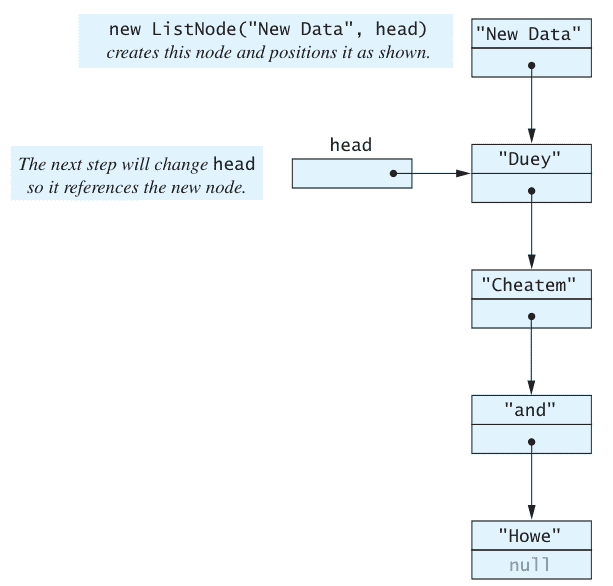 new ListNode("New Data", head)
creates this node and positions it as shown.
"New Data"
head
"Duey"
The next step will change head
so it references the new node.
"Cheatem"
"and"
"Howe"
null